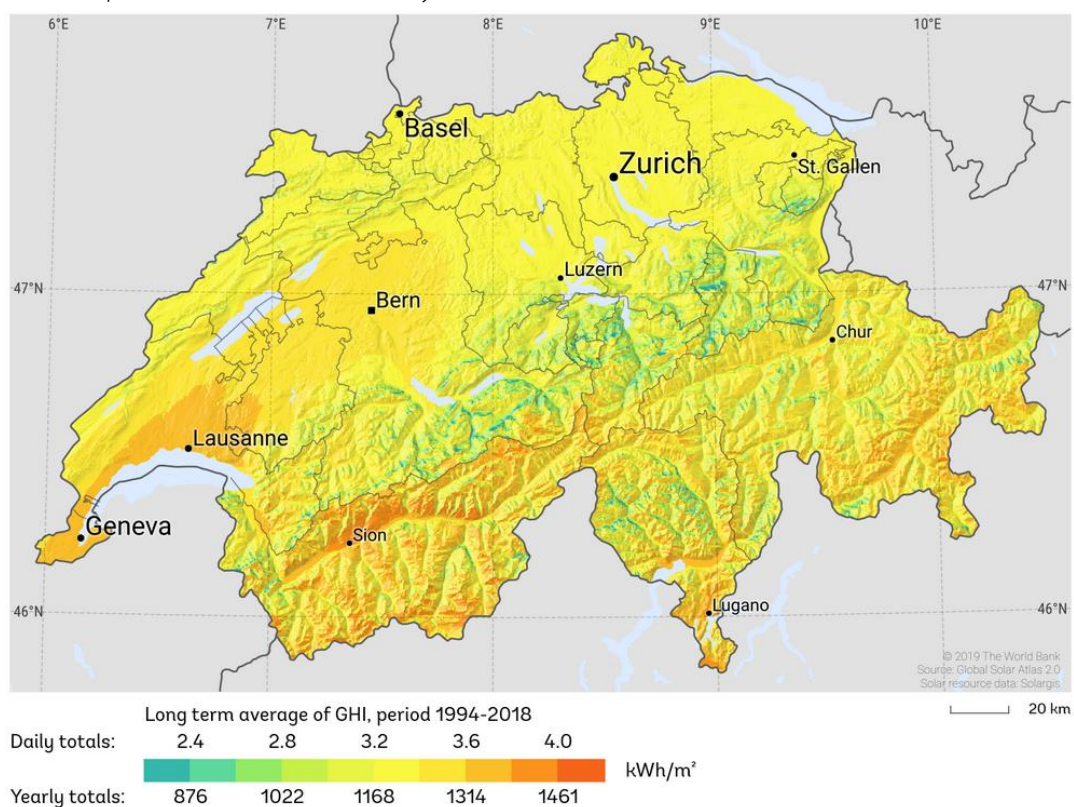 6°E 7°E 8°E 9°E 10°E
Basel
Zurich
St. Gallen
Luzern
47°N 47°N
Bern
Chur
Lausanne
Geneva
Sion
46°N 46°N
Lugano
© 2019 The World Bank
Source: Global Solar Atlas 2.0
Solar resource data: Solargis
20 km
Long term average of GHI, period 1994-2018
Daily totals: 2.4 2.8 3.2 3.6 4.0
kWh/m²
Yearly totals: 876 1022 1168 1314 1461